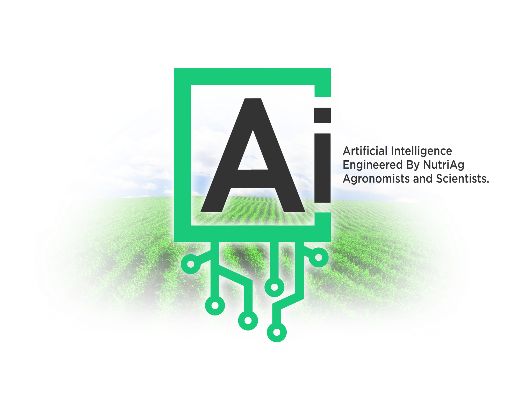 Ai
Artificial Intelligence
Engineered By NutriAg
Agronomists and Scientists.